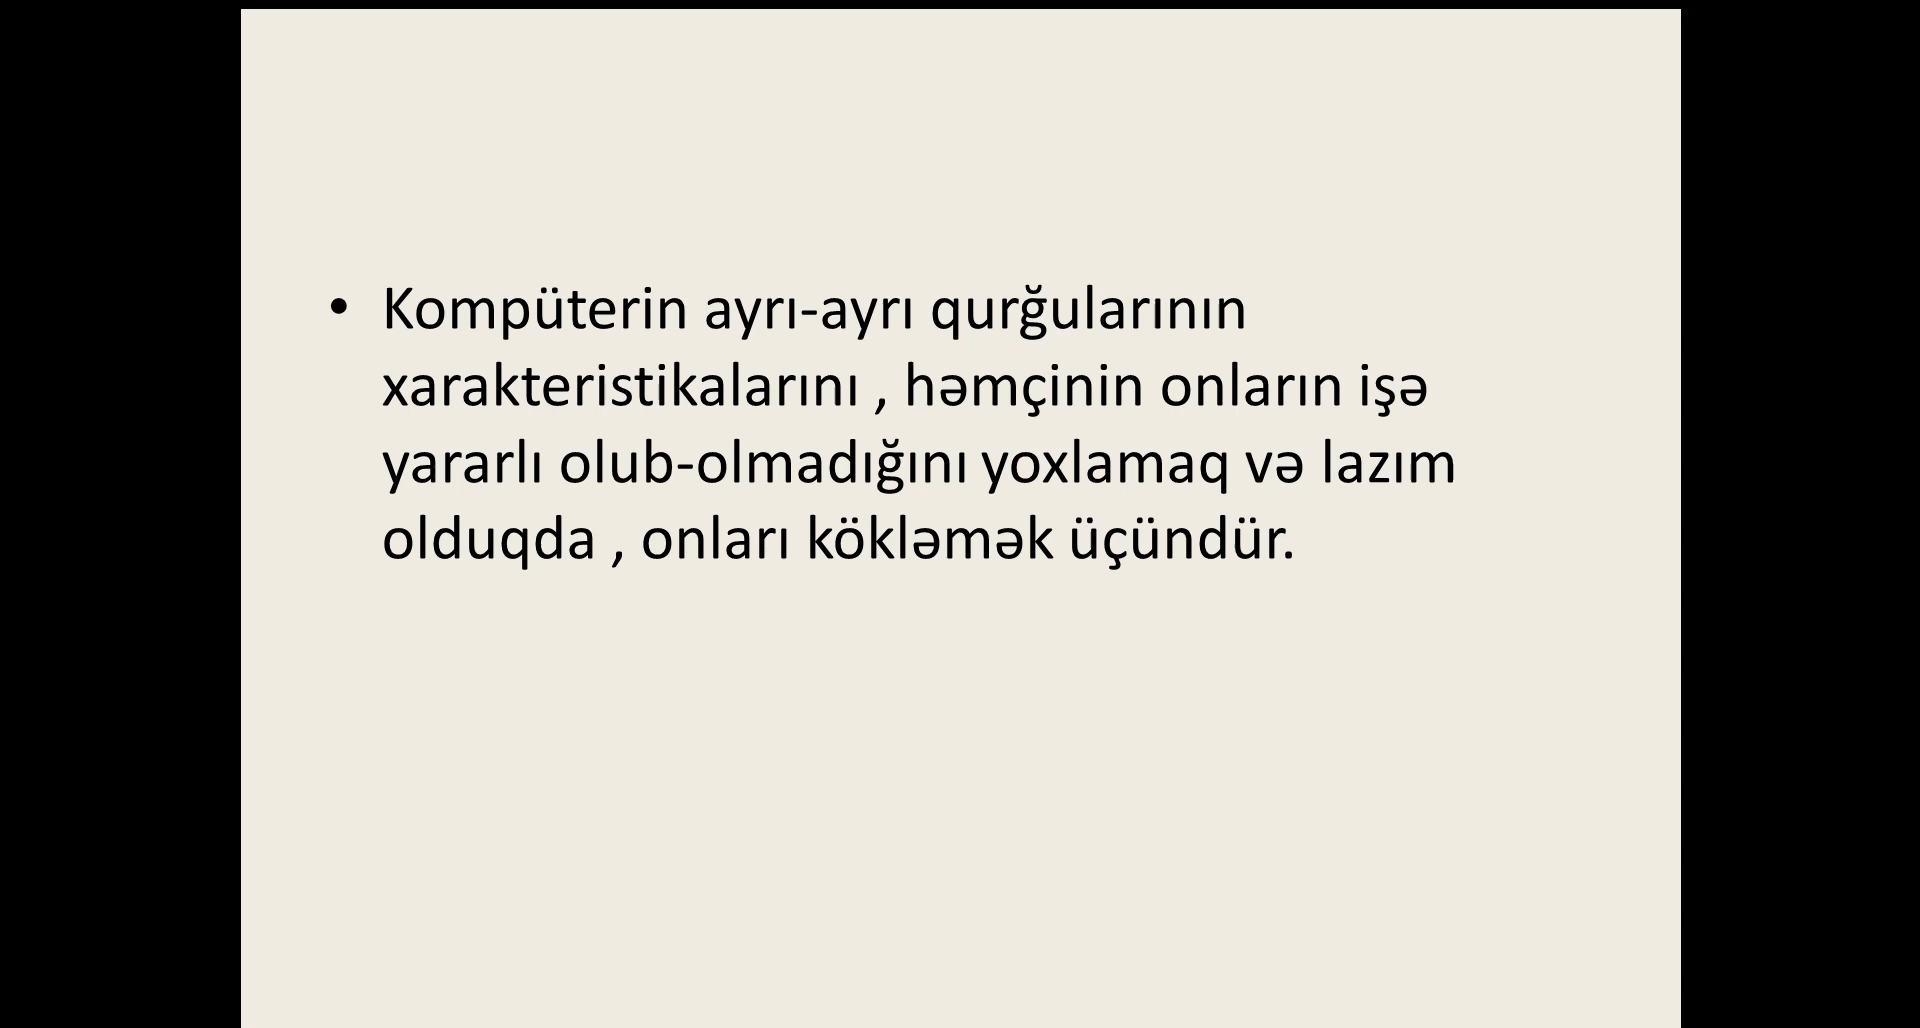 • Kompüterin ayrı-ayrı qurğularının
xarakteristikalarını , həmçinin onların işə
yararlı olub-olmadığını yoxlamaq və lazım
olduqda , onları kökləmək üçündür.